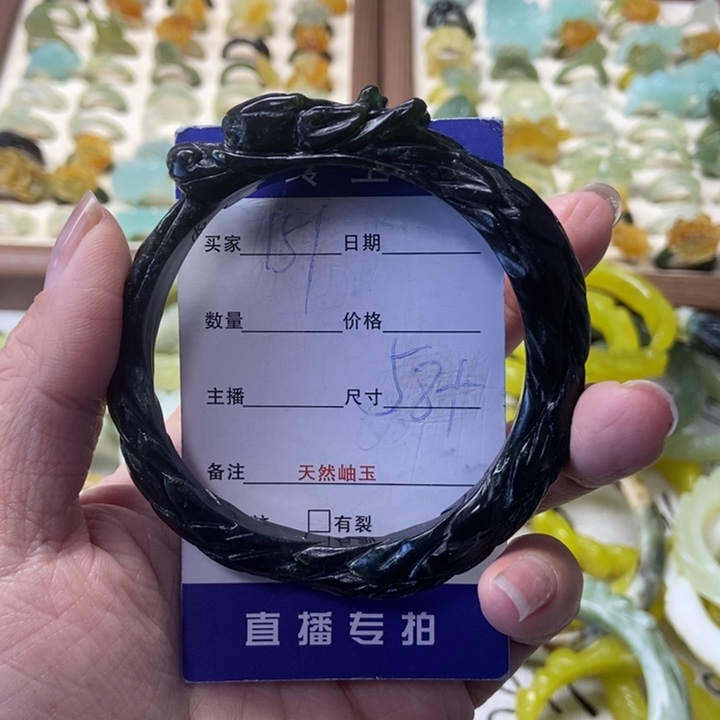 买家 151 日期
数量 价格
主播 尺寸 58+
备注 天然岫玉
有裂
直播专拍